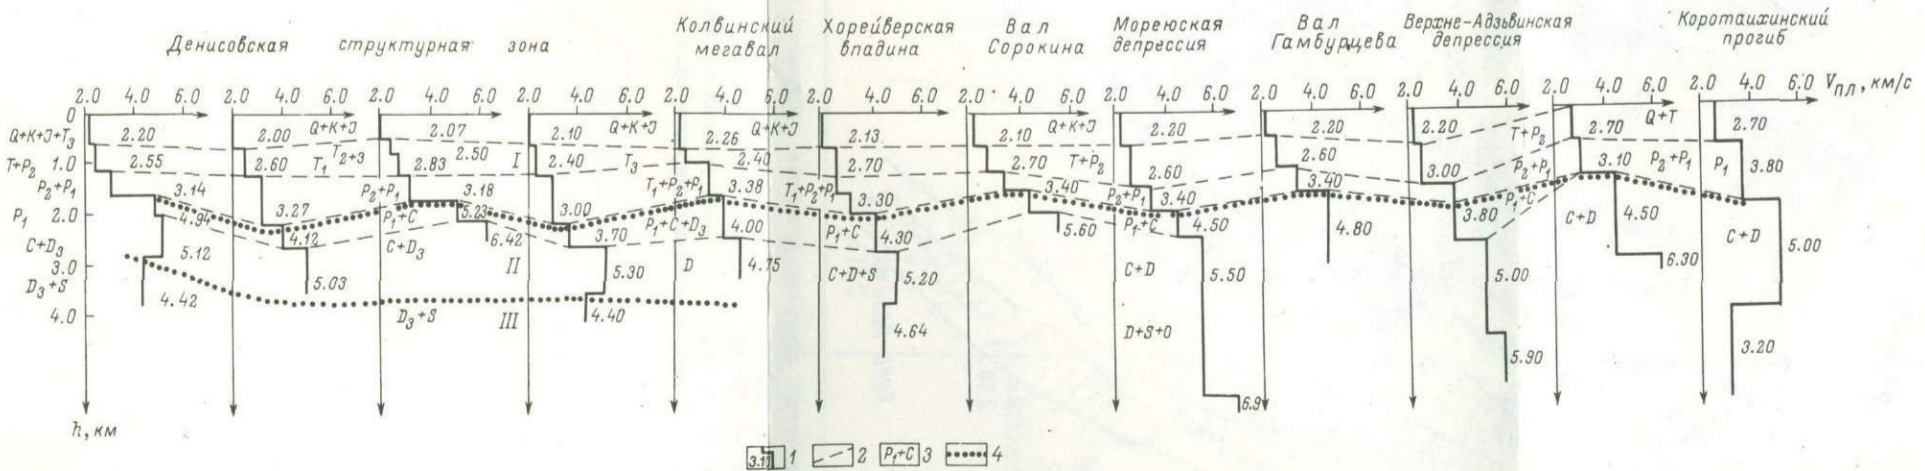 Денисовская структурная зона
Колвинский мегавал
Хорейверская впадина
Вал Сорокина
Мореюская депрессия
Вал Гамбурцева
Верхне-Адзьвинская депрессия
Коротаихинский прогиб
2.0 4.0 6.0 2.0 4.0 6.0 2.0 4.0 6.0 2.0 4.0 6.0 2.0 4.0 6.0 2.0 4.0 6.0 2.0 4.0 6.0 2.0 4.0 6.0 2.0 4.0 6.0 2.0 4.0 6.0 2.0 4.0 6.0 2.0 4.0 6.0 Vпл, км/с
0
Q+K+J+T₃ 2.20 2.00 Q+K+J 2.07 2.10 Q+K+J 2.26 Q+K+J 2.13 2.10 Q+K+J 2.20 2.20 2.20 T+P₂ 2.70 Q+T 2.70
T+P₂ 1.0 2.55 2.60 T₁ T₂₊₃ 2.83 2.50 I 2.40 T₃ 2.40 2.70 2.70 T+P₂ 2.60 2.60 3.00 P₂+P₁ 3.10 P₂+P₁ P₁ 3.80
P₂+P₁ 3.14 3.27 P₂+P₁ 3.18 3.00 T₁+P₂+P₁ 3.38 T₁+P₂+P₁ 3.30 3.40 P₂+P₁ 3.40 3.40 3.80 P₁+C
P₁ 2.0 4.94 4.12 P₁+C 5.23 3.70 P₁+C+D₃ 4.00 P₁+C 4.30 5.60 P₁+C 4.50 4.80 C+D 4.50 C+D 5.00
C+D₃ 5.12 C+D₃ 6.42 II 5.30 D 4.75 C+D+S 5.20 C+D 5.50 5.00 6.30
3.0
D₃+S 4.42 5.03 D₃+S III 4.40 4.64 D+S+O 5.90 3.20
4.0
6.9
h, км
3.10 1 2 P₁+C 3 4